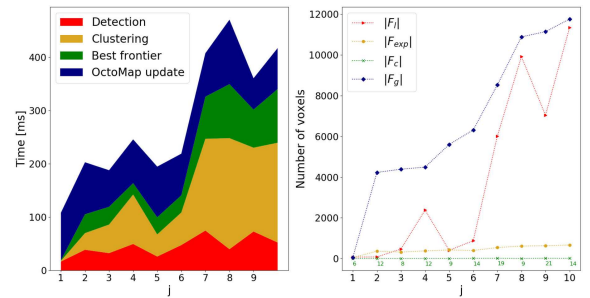 Detection
Clustering
Best frontier
OctoMap update
Time [ms]
400
300
200
100
0
1 2 3 4 5 6 7 8 9
j
|F_l|
|F_exp|
|F_c|
|F_g|
Number of voxels
12000
10000
8000
6000
4000
2000
0
6 12 8 12 9 14 19 9 21 14
1 2 3 4 5 6 7 8 9 10
j